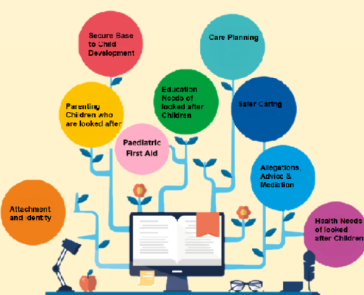 Secure Base
to Child
Development
Care Planning
Parenting
Children who
are looked after
Education
Needs of
looked after
Children
Safer Caring
Paediatric
First Aid
Allegations,
Advice &
Mediation
Attachment
and Identity
Health Needs
of looked
after Children